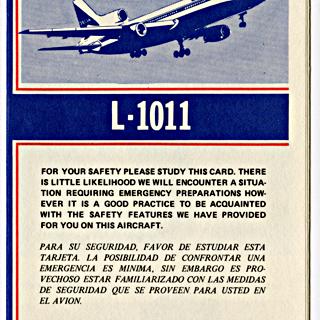 L-1011
FOR YOUR SAFETY PLEASE STUDY THIS CARD. THERE
IS LITTLE LIKELIHOOD WE WILL ENCOUNTER A SITUA-
TION REQUIRING EMERGENCY PREPARATIONS HOW-
EVER IT IS A GOOD PRACTICE TO BE ACQUAINTED
WITH THE SAFETY FEATURES WE HAVE PROVIDED
FOR YOU ON THIS AIRCRAFT.
PARA SU SEGURIDAD, FAVOR DE ESTUDIAR ESTA
TARJETA. LA POSIBILIDAD DE CONFRONTAR UNA
EMERGENCIA ES MINIMA, SIN EMBARGO ES PRO-
VECHOSO ESTAR FAMILIARIZADO CON LAS MEDIDAS
DE SEGURIDAD QUE SE PROVEEN PARA USTED EN
EL AVION.